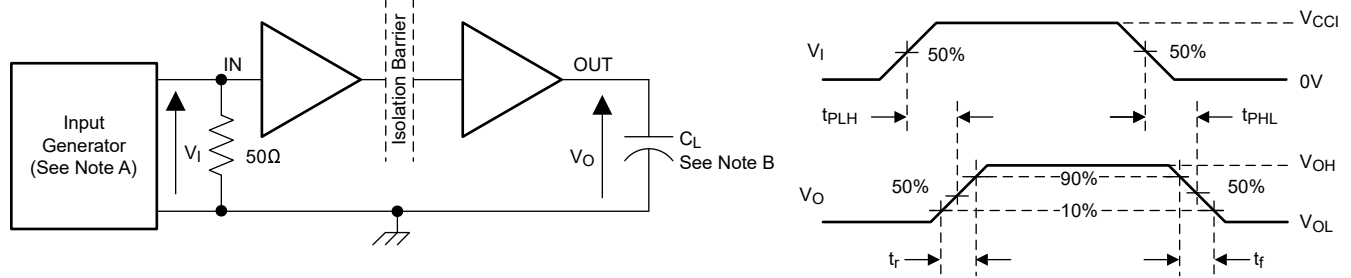 Input
Generator
(See Note A)
V_I
IN
50Ω
Isolation Barrier
OUT
V_O
C_L
See Note B
V_I
50%
50%
V_CCI
0V
t_PLH
t_PHL
V_O
50%
90%
10%
50%
V_OH
V_OL
t_r
t_f